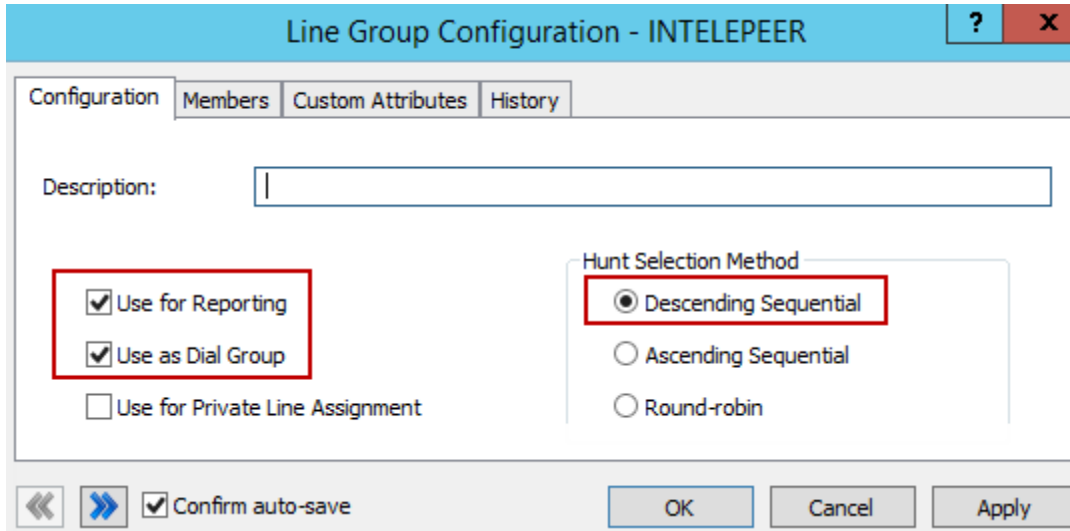 Line Group Configuration - INTELEPEER
? x
Configuration Members Custom Attributes History
Description:
Hunt Selection Method
Use for Reporting
Descending Sequential
Use as Dial Group
Ascending Sequential
Use for Private Line Assignment
Round-robin
Confirm auto-save
OK Cancel Apply